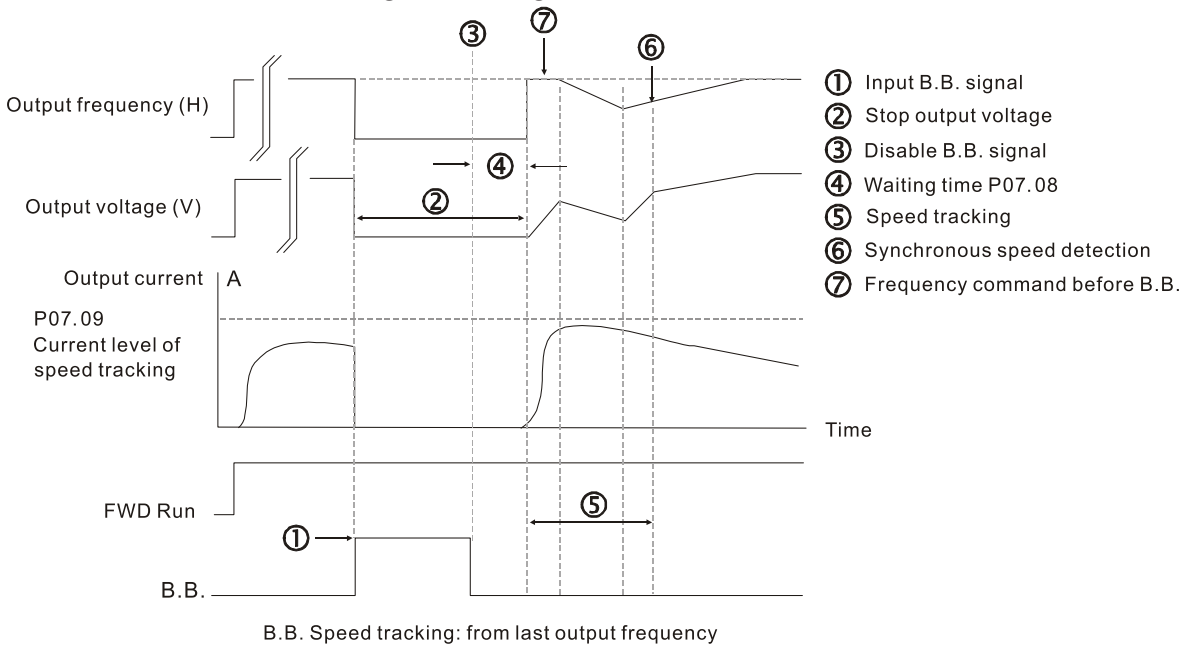 ③
⑦
⑥
Output frequency (H)
④
Output voltage (V)
②
① Input B.B. signal
② Stop output voltage
③ Disable B.B. signal
④ Waiting time P07.08
⑤ Speed tracking
⑥ Synchronous speed detection
⑦ Frequency command before B.B.
Output current
A
P07.09
Current level of
speed tracking
Time
FWD Run
⑤
①
B.B.
B.B. Speed tracking: from last output frequency